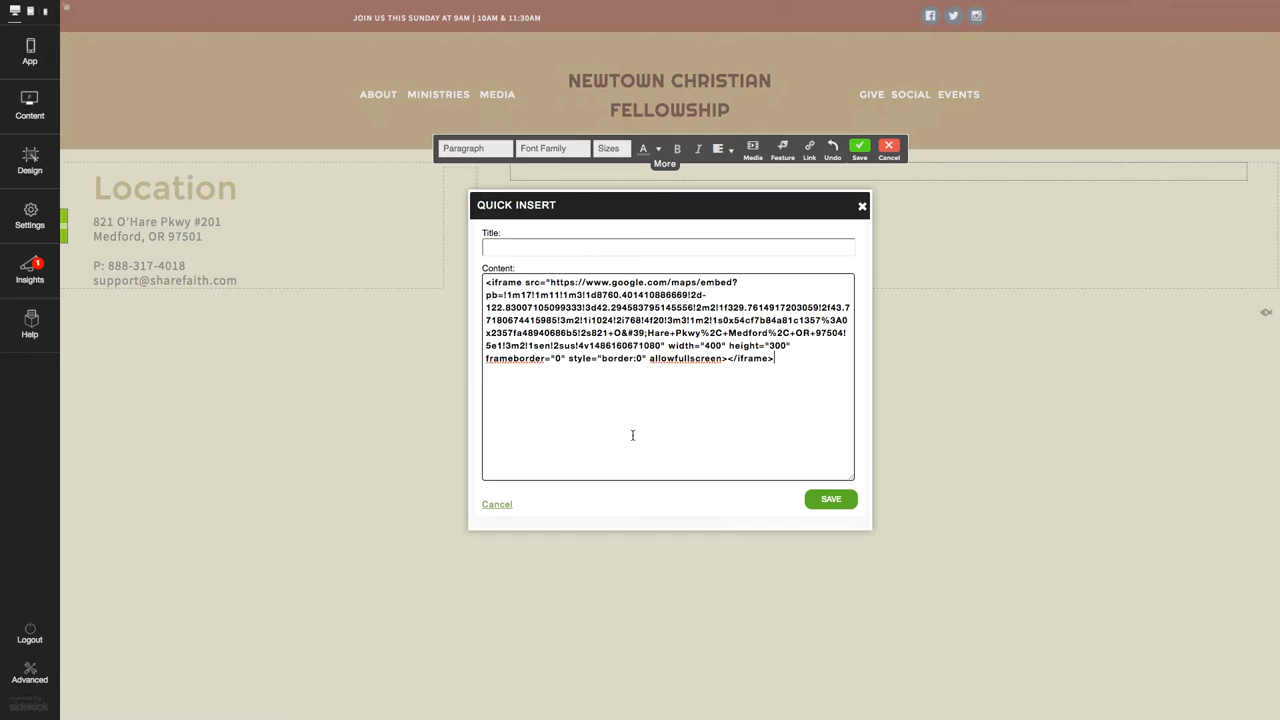 JOIN US THIS SUNDAY AT 9AM | 10AM & 11:30AM
App
Content
Design
Settings
1
Insights
Help
Logout
Advanced
powered by
sidekick
ABOUT MINISTRIES MEDIA
NEWTOWN CHRISTIAN
FELLOWSHIP
GIVE SOCIAL EVENTS
Paragraph Font Family Sizes A B I Media Feature Link Undo Save Cancel
More
Location
821 O'Hare Pkwy #201
Medford, OR 97501
P: 888-317-4018
support@sharefaith.com
QUICK INSERT
Title:
Content:
<iframe src="https://www.google.com/maps/embed?
pb=!1m17!1m11!1m3!1d8760.401410886669!2d-
122.83007105099333!3d42.294583795145556!2m2!1f329.7614917203059!2f43.7
7180674415985!3m2!1i1024!2i768!4f20!3m3!1m2!1s0x54cf7b84a81c1357%3A0
x2357fa48940686b5!2s821+O&#39;Hare+Pkwy%2C+Medford%2C+OR+97504!
5e1!3m2!1sen!2sus!4v1486160671080" width="400" height="300"
frameborder="0" style="border:0" allowfullscreen></iframe>
Cancel
SAVE